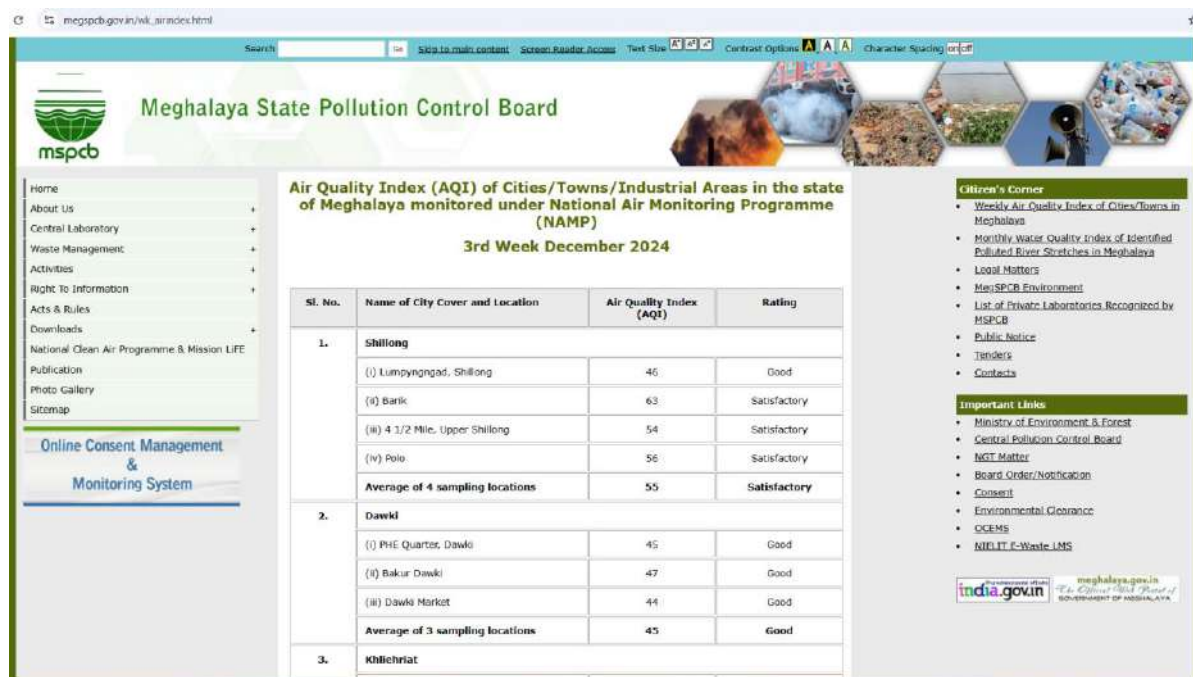 megspcb.gov.in/wk_airindex.html
Search Go Skip to main content Screen Reader Access Text Size A+ A A- Contrast Options A A A Character Spacing on off
mspcb
Meghalaya State Pollution Control Board
Home
About Us +
Central Laboratory +
Waste Management +
Activities +
Right To Information +
Acts & Rules
Downloads +
National Clean Air Programme & Mission LiFE
Publication
Photo Gallery
Sitemap
Online Consent Management
&
Monitoring System
Air Quality Index (AQI) of Cities/Towns/Industrial Areas in the state
of Meghalaya monitored under National Air Monitoring Programme
(NAMP)
3rd Week December 2024
Sl. No. Name of City Cover and Location Air Quality Index (AQI) Rating
1. Shillong
(i) Lumpyngngad, Shillong 46 Good
(ii) Barik 63 Satisfactory
(iii) 4 1/2 Mile, Upper Shillong 54 Satisfactory
(iv) Polo 56 Satisfactory
Average of 4 sampling locations 55 Satisfactory
2. Dawki
(i) PHE Quarter, Dawki 45 Good
(ii) Bakur Dawki 47 Good
(iii) Dawki Market 44 Good
Average of 3 sampling locations 45 Good
3. Khliehriat
Citizen's Corner
Weekly Air Quality Index of Cities/Towns in
Meghalaya
Monthly Water Quality Index of Identified
Polluted River Stretches in Meghalaya
Legal Matters
MegSPCB Environment
List of Private Laboratories Recognized by
MSPCB
Public Notice
Tenders
Contacts
Important Links
Ministry of Environment & Forest
Central Pollution Control Board
NGT Matter
Board Order/Notification
Consent
Environmental Clearance
OCEMS
NIELIT E-Waste LMS
india.gov.in
meghalaya.gov.in
The Official Web Portal of
GOVERNMENT OF MEGHALAYA